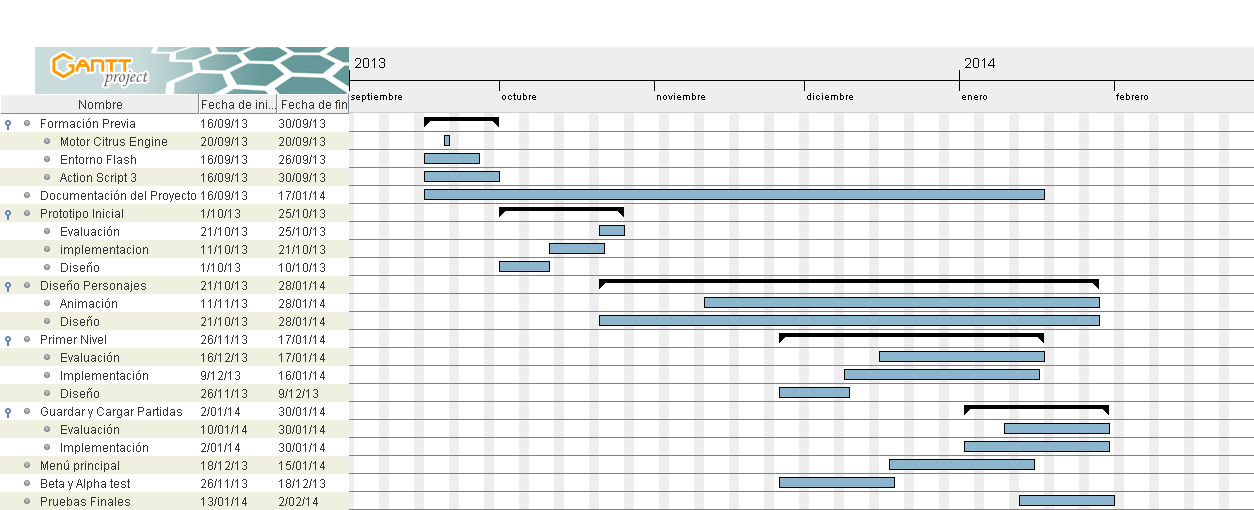 GANTT project
2013
2014
septiembre octubre noviembre diciembre enero febrero
Nombre Fecha de ini... Fecha de fin
Formación Previa 16/09/13 30/09/13
Motor Citrus Engine 20/09/13 20/09/13
Entorno Flash 16/09/13 26/09/13
Action Script 3 16/09/13 30/09/13
Documentación del Proyecto 16/09/13 17/01/14
Prototipo Inicial 1/10/13 25/10/13
Evaluación 21/10/13 25/10/13
implementacion 11/10/13 21/10/13
Diseño 1/10/13 10/10/13
Diseño Personajes 21/10/13 28/01/14
Animación 11/11/13 28/01/14
Diseño 21/10/13 28/01/14
Primer Nivel 26/11/13 17/01/14
Evaluación 16/12/13 17/01/14
Implementación 9/12/13 16/01/14
Diseño 26/11/13 9/12/13
Guardar y Cargar Partidas 2/01/14 30/01/14
Evaluación 10/01/14 30/01/14
Implementación 2/01/14 30/01/14
Menú principal 18/12/13 15/01/14
Beta y Alpha test 26/11/13 18/12/13
Pruebas Finales 13/01/14 2/02/14